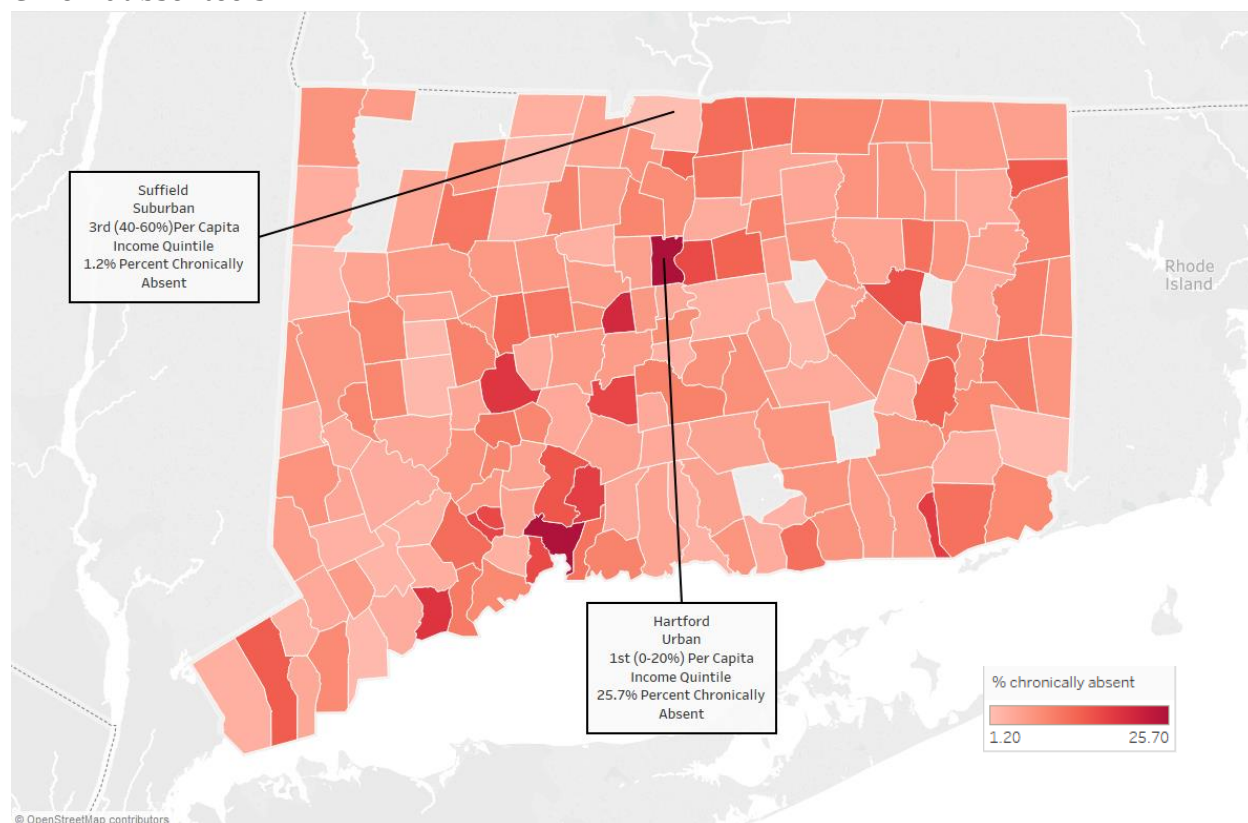 Suffield
Suburban
3rd (40-60%)Per Capita
Income Quintile
1.2% Percent Chronically
Absent
Rhode
Island
Hartford
Urban
1st (0-20%) Per Capita
Income Quintile
25.7% Percent Chronically
Absent
% chronically absent
1.20 25.70
© OpenStreetMap contributors